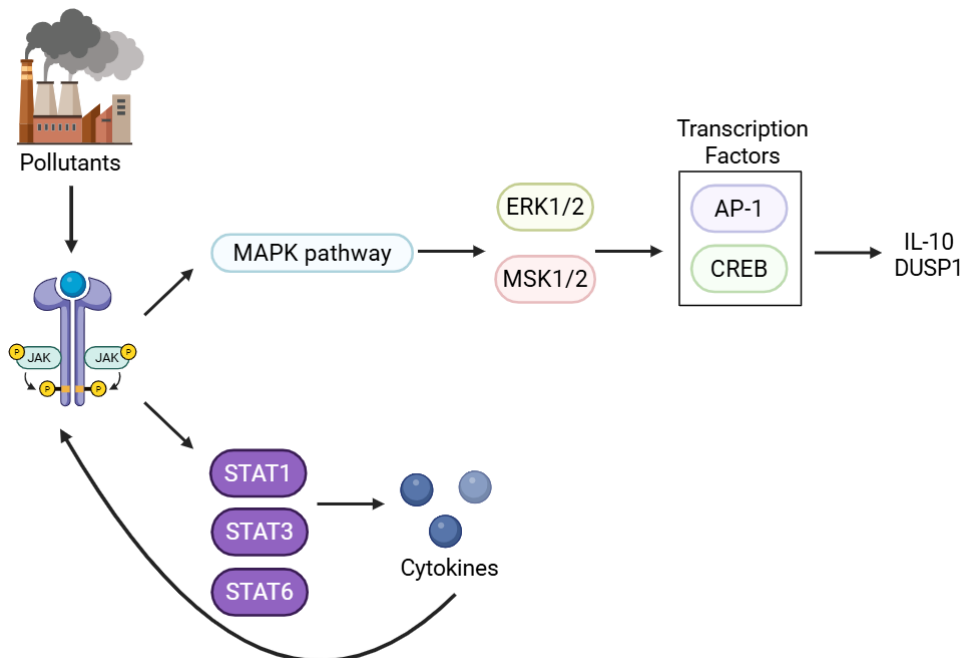 Pollutants
JAK
JAK
P
P
P
P
MAPK pathway
ERK1/2
MSK1/2
Transcription
Factors
AP-1
CREB
IL-10
DUSP1
STAT1
STAT3
STAT6
Cytokines